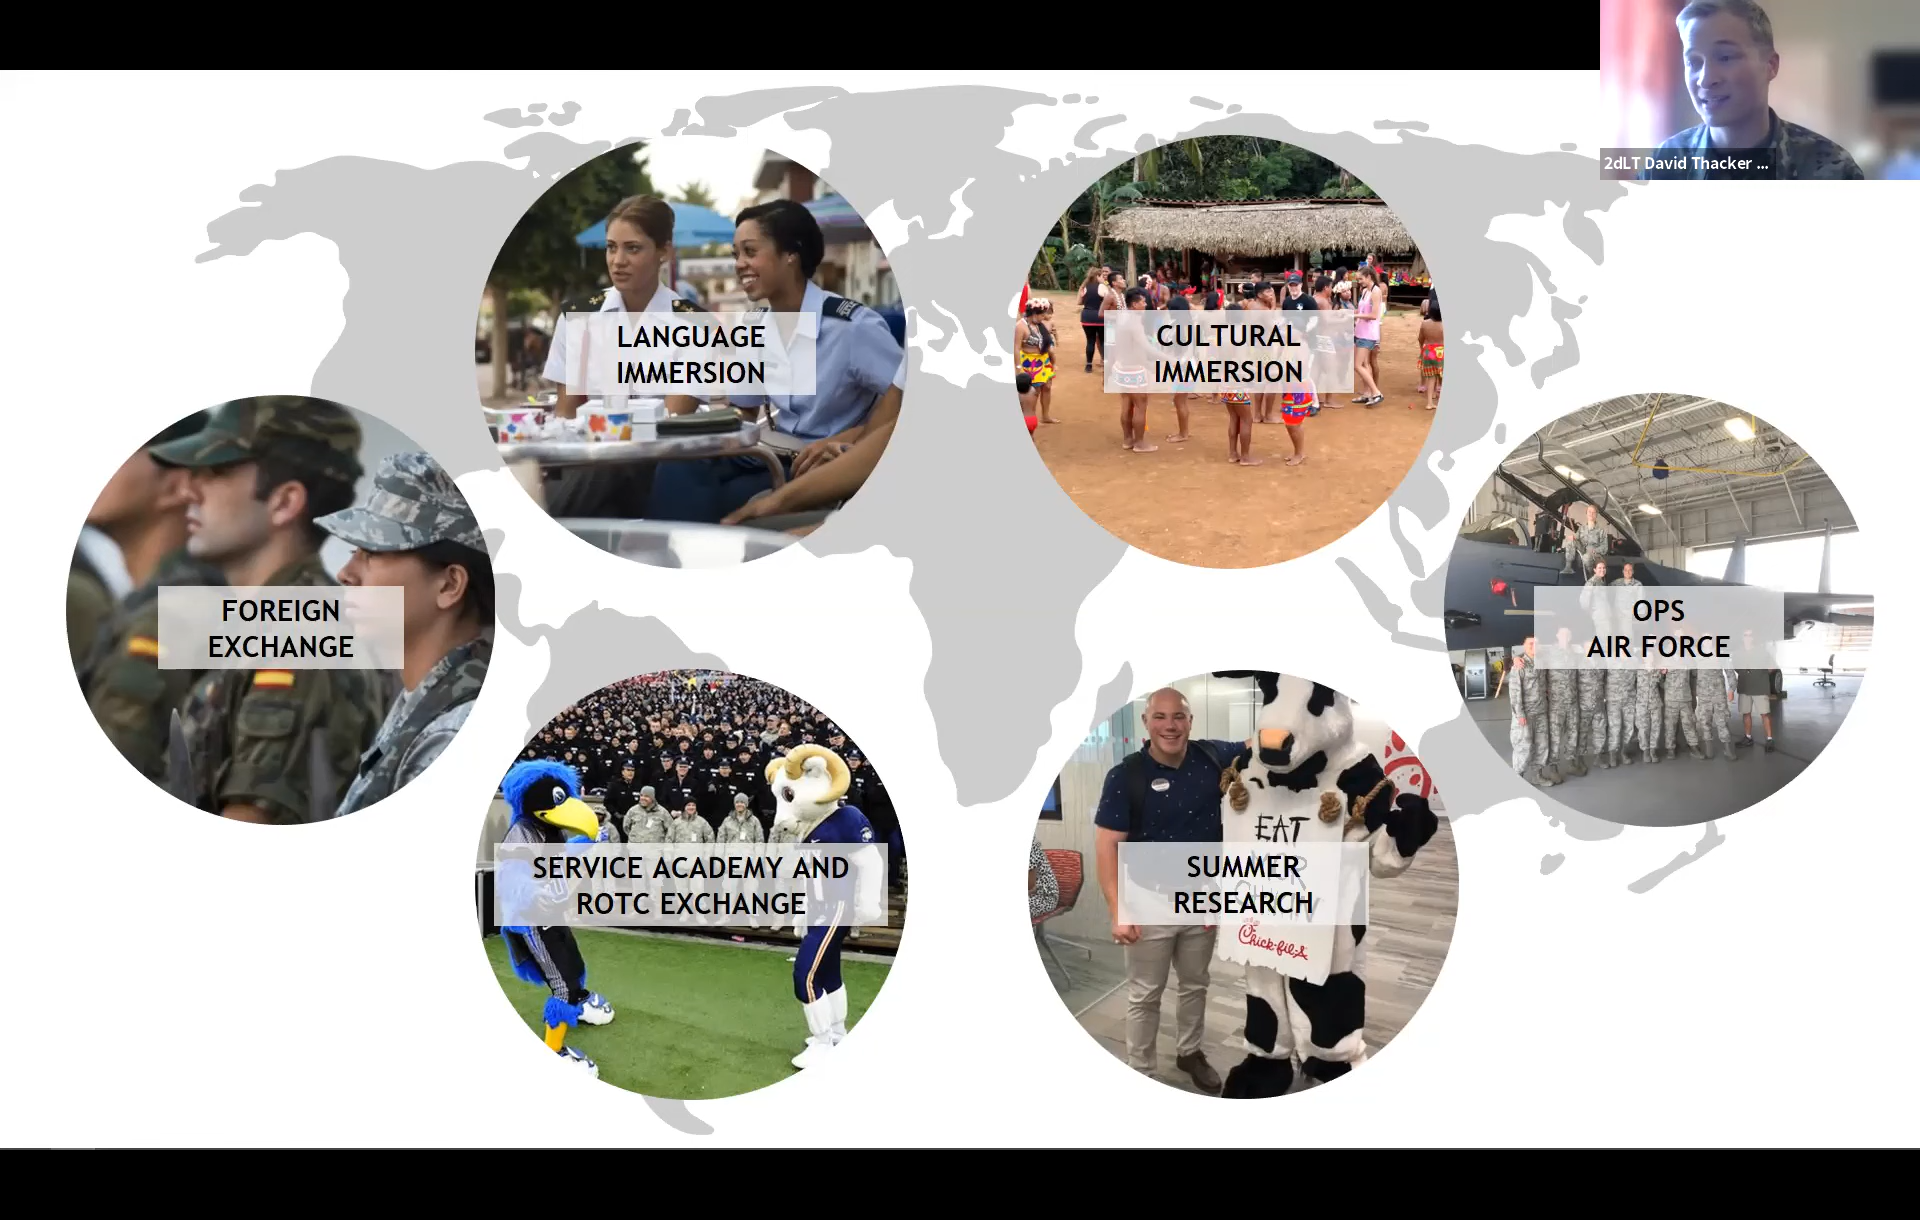 2dLT David Thacker ...
LANGUAGE
IMMERSION
CULTURAL
IMMERSION
FOREIGN
EXCHANGE
OPS
AIR FORCE
SERVICE ACADEMY AND
ROTC EXCHANGE
EAT
SUMMER
RESEARCH
Chick-fil-A